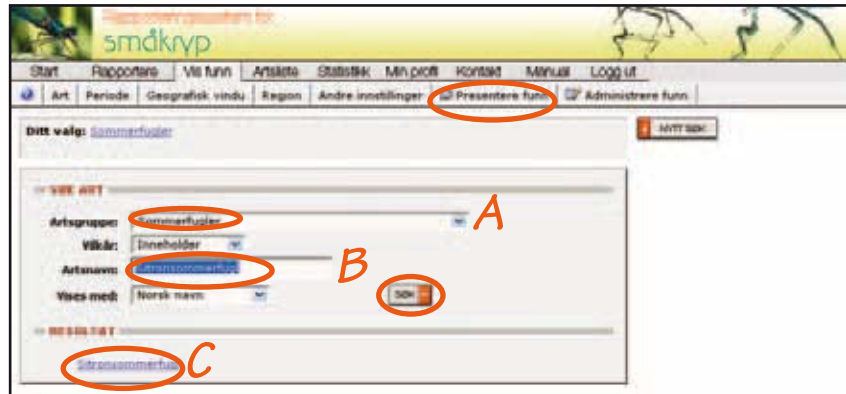 Rapporteringssystem for
småkryp
Start Rapportere Vis funn Artsliste Statistikk Min profil Kontakt Manual Logg ut
Art Periode Geografisk vindu Region Andre innstillinger Presentere funn Administrere funn
Ditt valg: Sommerfugler
NYTT SØK
SØK ART
Artsgruppe: Sommerfugler A
Vilkår: Inneholder
Artsnavn: Sitronsommerfugl B
Vises med: Norsk navn SØK
RESULTAT
Sitronsommerfugl C